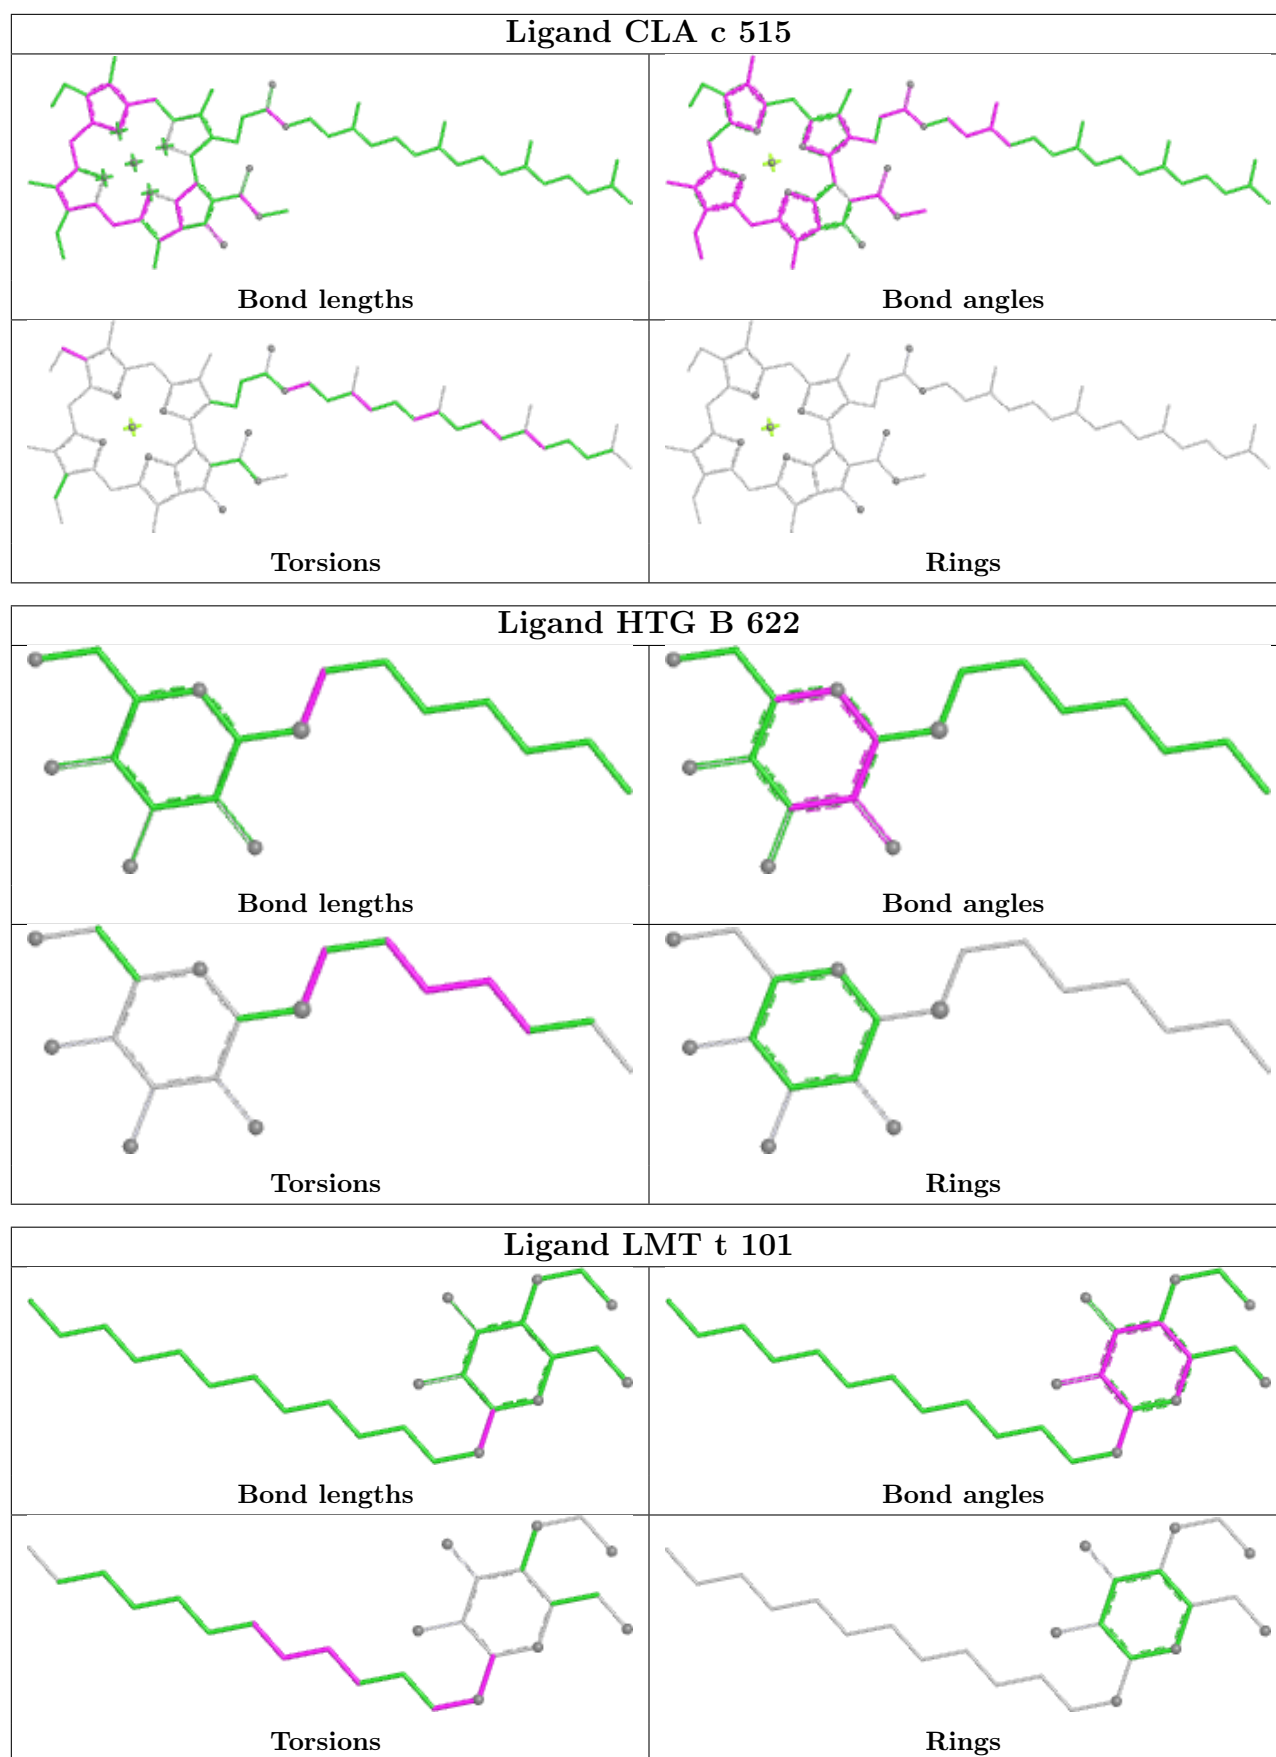 Ligand CLA c 515
Bond lengths
Bond angles
Torsions
Rings
Ligand HTG B 622
Bond lengths
Bond angles
Torsions
Rings
Ligand LMT t 101
Bond lengths
Bond angles
Torsions
Rings